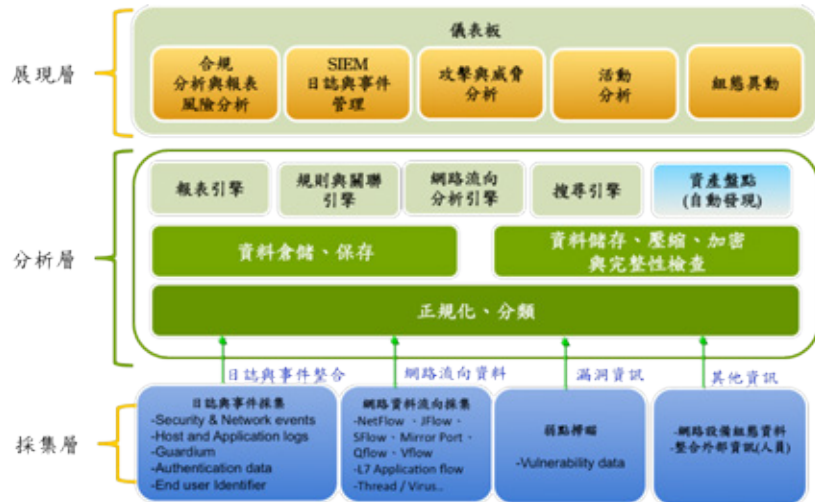 儀表板
展現層
合規
分析與報表
風險分析
SIEM
日誌與事件
管理
攻擊與威脅
分析
活動
分析
組態異動
分析層
報表引擎
規則與關聯
引擎
網路流向
分析引擎
搜尋引擎
資產盤點
(自動發現)
資料倉儲、保存
資料儲存、壓縮、加密
與完整性檢查
正規化、分類
日誌與事件整合
網路流向資料
漏洞資訊
其他資訊
採集層
日誌與事件採集
-Security & Network events
-Host and Application logs
-Guardium
-Authentication data
-End user Identifier
網路資料流向採集
-NetFlow 、JFlow、
SFlow、Mirror Port、
Qflow、Vflow
-L7 Application flow
-Thread / Virus..
弱點掃瞄
-Vulnerability data
-網路設備組態資料
-整合外部資訊(人員)